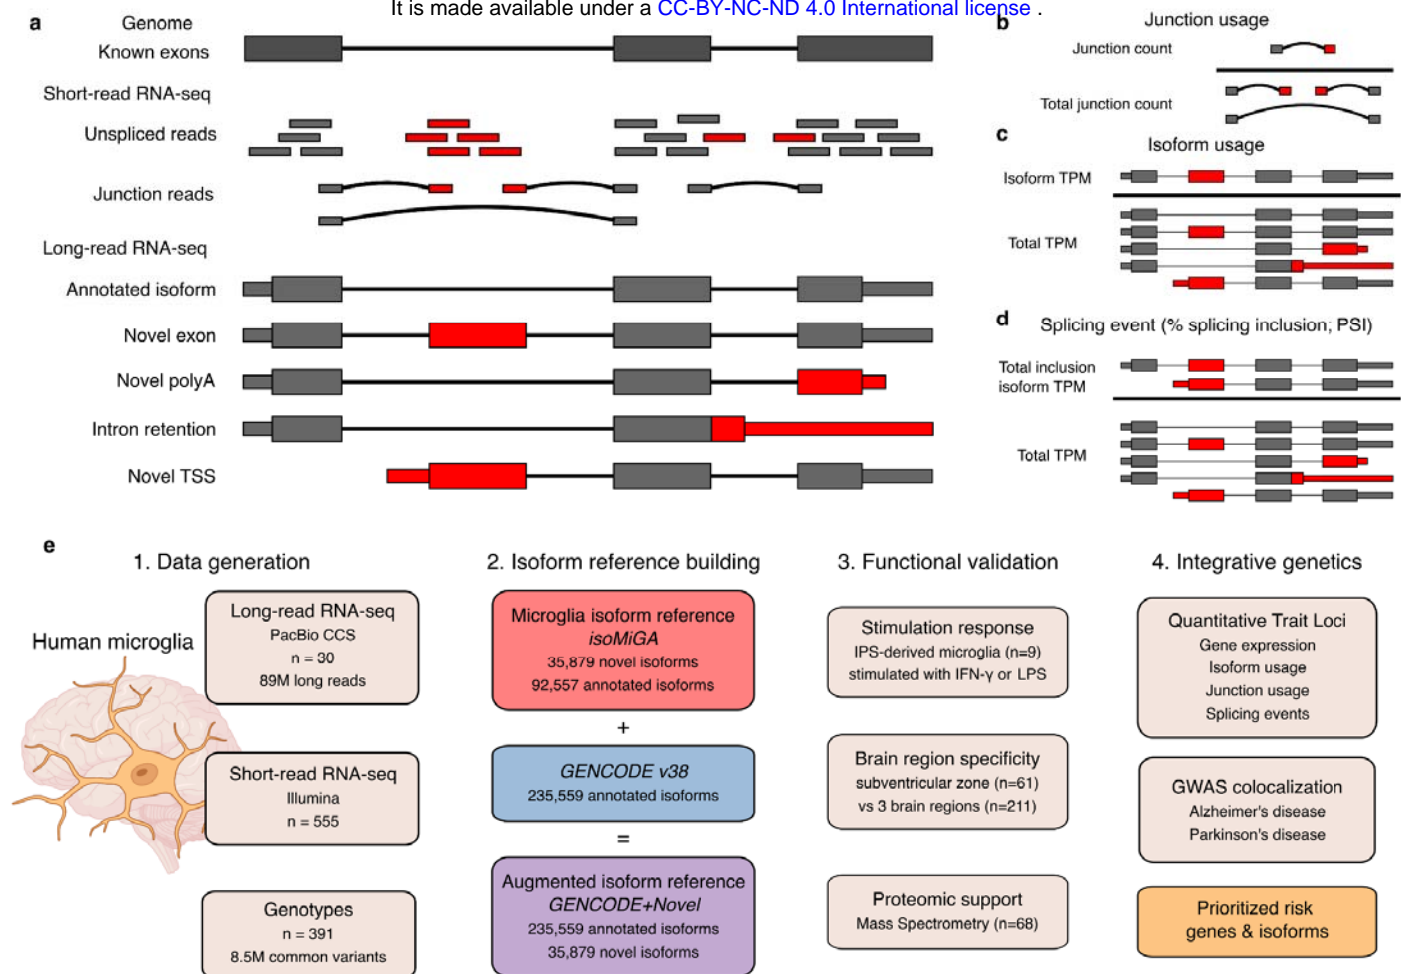 It is made available under a CC-BY-NC-ND 4.0 International license .
a
Genome
Known exons
Short-read RNA-seq
Unspliced reads
Junction reads
Long-read RNA-seq
Annotated isoform
Novel exon
Novel polyA
Intron retention
Novel TSS
b
Junction usage
Junction count
Total junction count
c
Isoform usage
Isoform TPM
Total TPM
d
Splicing event (% splicing inclusion; PSI)
Total inclusion
isoform TPM
Total TPM
e
1. Data generation
Human microglia
Long-read RNA-seq
PacBio CCS
n = 30
89M long reads
Short-read RNA-seq
Illumina
n = 555
Genotypes
n = 391
8.5M common variants
2. Isoform reference building
Microglia isoform reference
isoMiGA
35,879 novel isoforms
92,557 annotated isoforms
+
GENCODE v38
235,559 annotated isoforms
=
Augmented isoform reference
GENCODE+Novel
235,559 annotated isoforms
35,879 novel isoforms
3. Functional validation
Stimulation response
IPS-derived microglia (n=9)
stimulated with IFN-γ or LPS
Brain region specificity
subventricular zone (n=61)
vs 3 brain regions (n=211)
Proteomic support
Mass Spectrometry (n=68)
4. Integrative genetics
Quantitative Trait Loci
Gene expression
Isoform usage
Junction usage
Splicing events
GWAS colocalization
Alzheimer's disease
Parkinson's disease
Prioritized risk
genes & isoforms